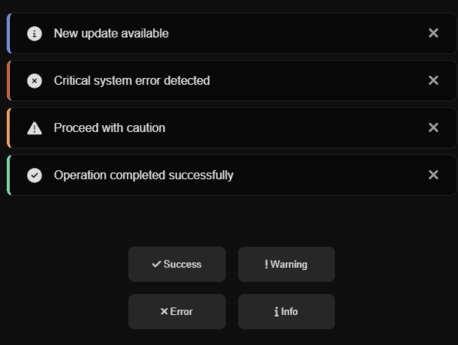 New update available
Critical system error detected
Proceed with caution
Operation completed successfully
Success
Warning
Error
Info